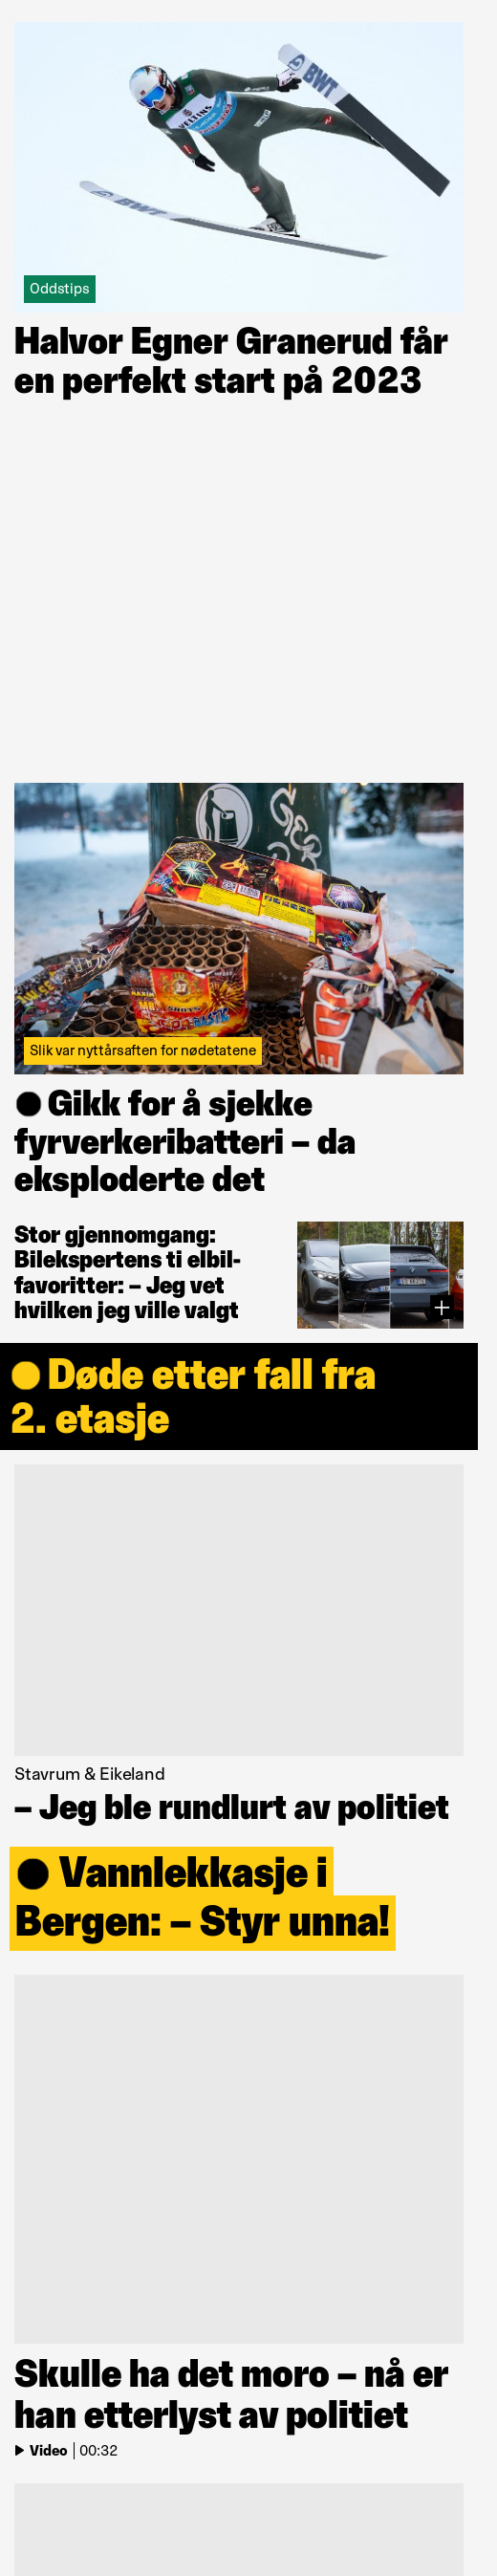 BWT
VELTINS
BWT
Oddstips
Halvor Egner Granerud får
en perfekt start på 2023
Slik var nyttårsaften for nødetatene
Gikk for å sjekke
fyrverkeribatteri – da
eksploderte det
Stor gjennomgang:
Bilekspertens ti elbil-
favoritter: – Jeg vet
hvilken jeg ville valgt
Døde etter fall fra
2. etasje
Stavrum & Eikeland
– Jeg ble rundlurt av politiet
Vannlekkasje i
Bergen: – Styr unna!
Skulle ha det moro – nå er
han etterlyst av politiet
Video | 00:32